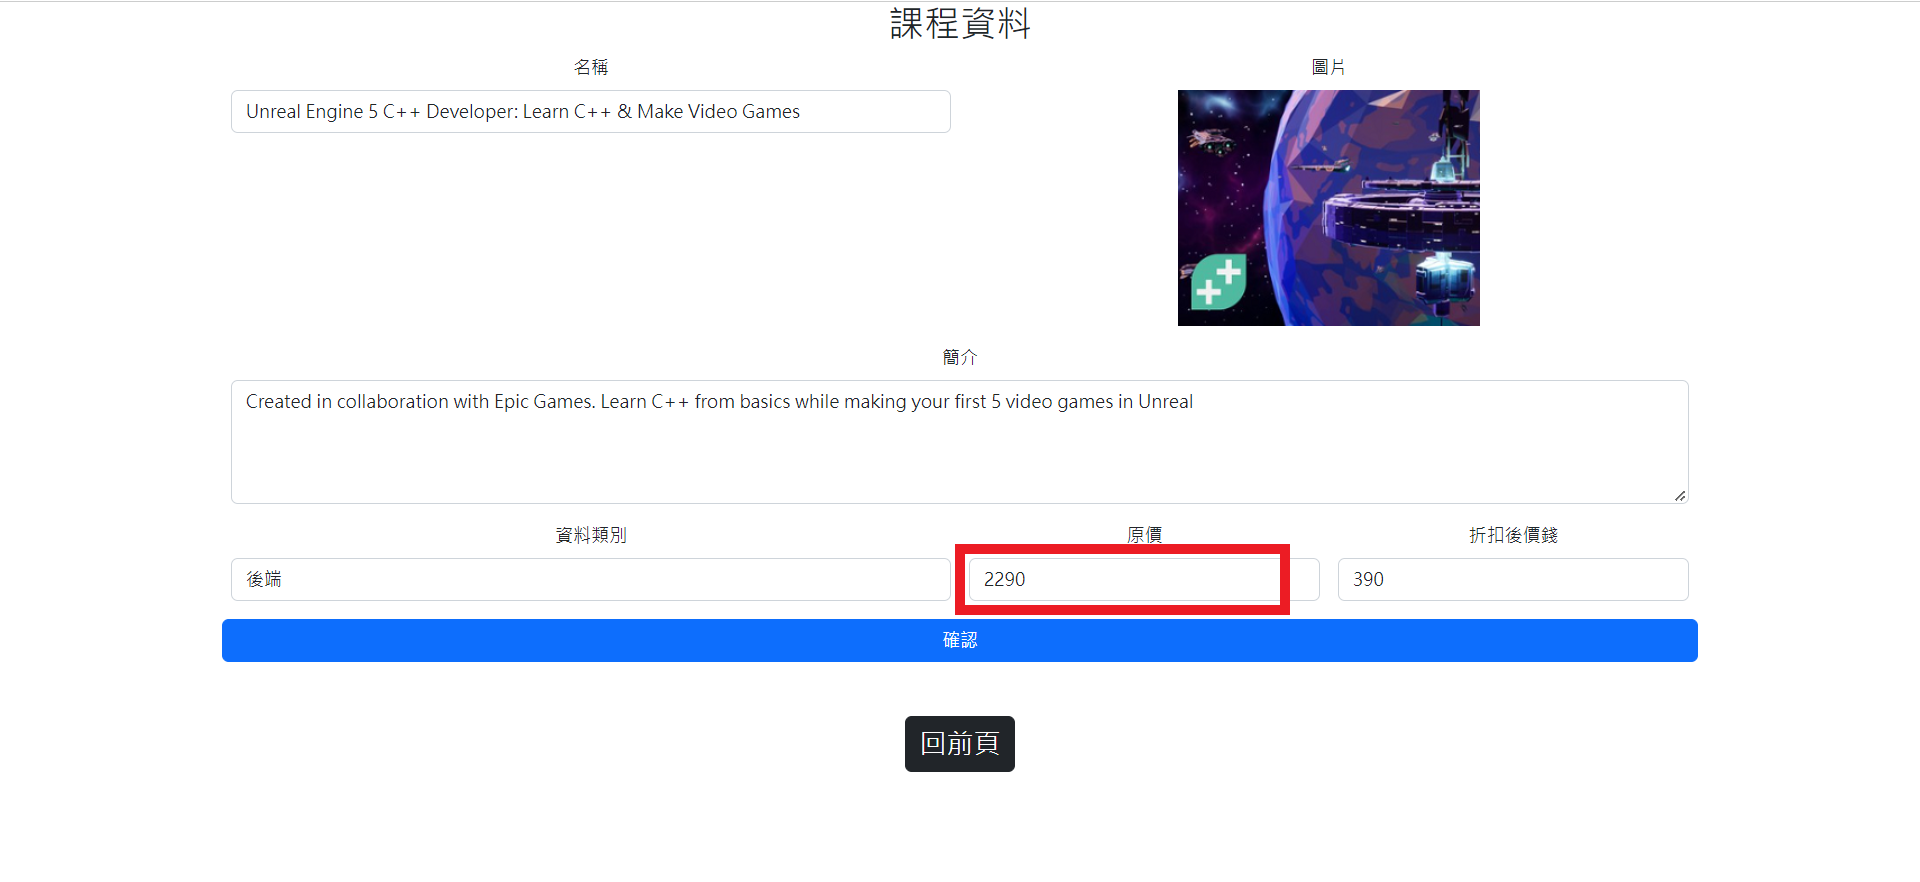 課程資料
名稱
圖片
Unreal Engine 5 C++ Developer: Learn C++ & Make Video Games
簡介
Created in collaboration with Epic Games. Learn C++ from basics while making your first 5 video games in Unreal
資料類別
原價
折扣後價錢
後端
2290
390
確認
回前頁